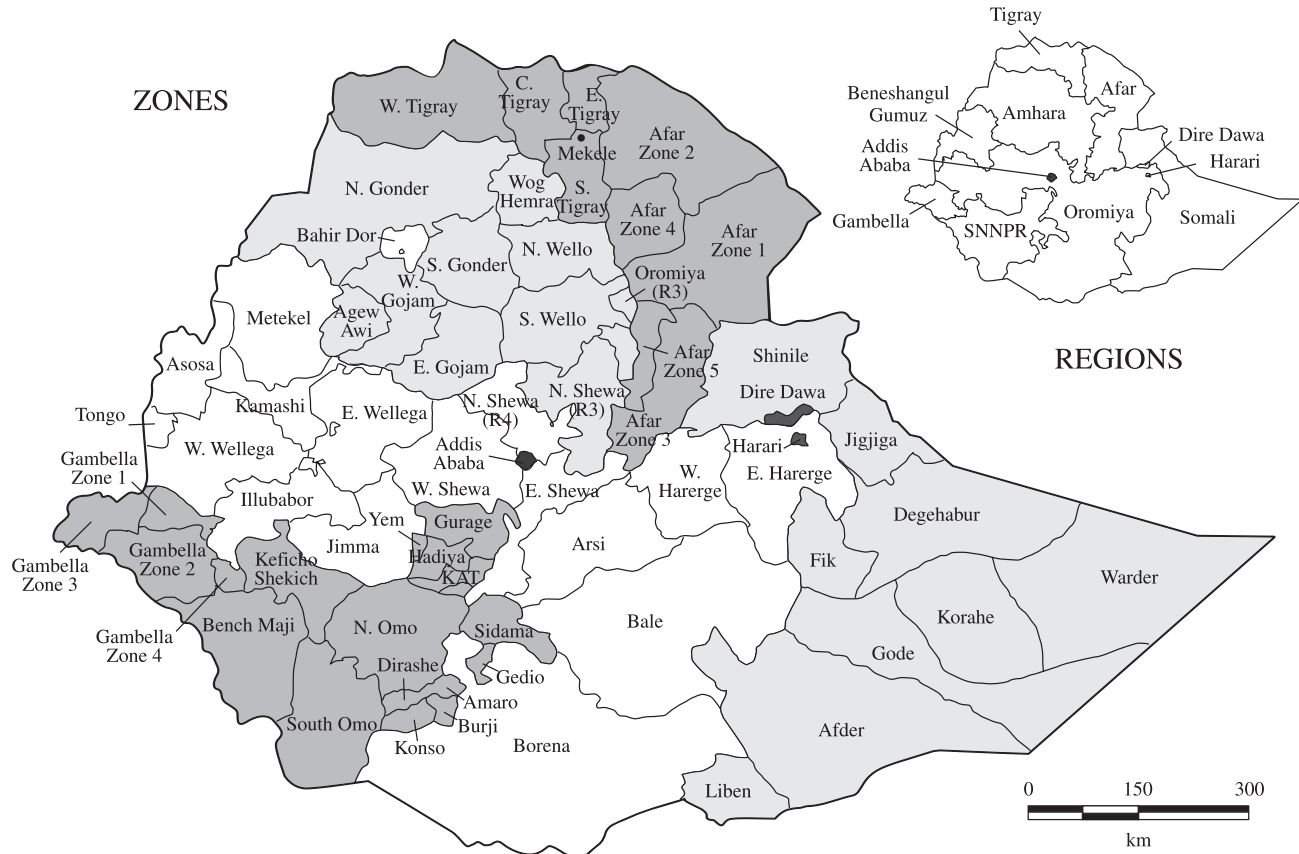 Tigray
ZONES
Beneshangul
Gumuz
Afar
Amhara
Addis
Ababa
Dire Dawa
Harari
Gambella
Oromiya
Somali
SNNPR
REGIONS
W. Tigray
C.
Tigray
E.
Tigray
Mekele
Afar
Zone 2
N. Gonder
Wog
Hemra
S.
Tigray
Afar
Zone 4
Afar
Zone 1
Bahir Dor
S. Gonder
N. Wello
W.
Gojam
Oromiya
(R3)
Metekel
Agew
Awi
S. Wello
Asosa
E. Gojam
Afar
Zone 5
Shinile
Tongo
Kamashi
E. Wellega
N. Shewa
(R4)
N. Shewa
(R3)
Dire Dawa
Afar
Zone 3
W. Wellega
Addis
Ababa
Harari
Jigjiga
Gambella
Zone 1
W. Shewa
E. Shewa
W.
Harerge
E. Harerge
Illubabor
Yem
Gurage
Degehabur
Gambella
Zone 3
Gambella
Zone 2
Keficho
Shekich
Jimma
Hadiya
KAT
Arsi
Fik
Warder
Gambella
Zone 4
Bench Maji
N. Omo
Sidama
Bale
Korahe
Gode
Dirashe
Gedio
Amaro
Burji
South Omo
Konso
Borena
Afder
Liben
0 150 300
km